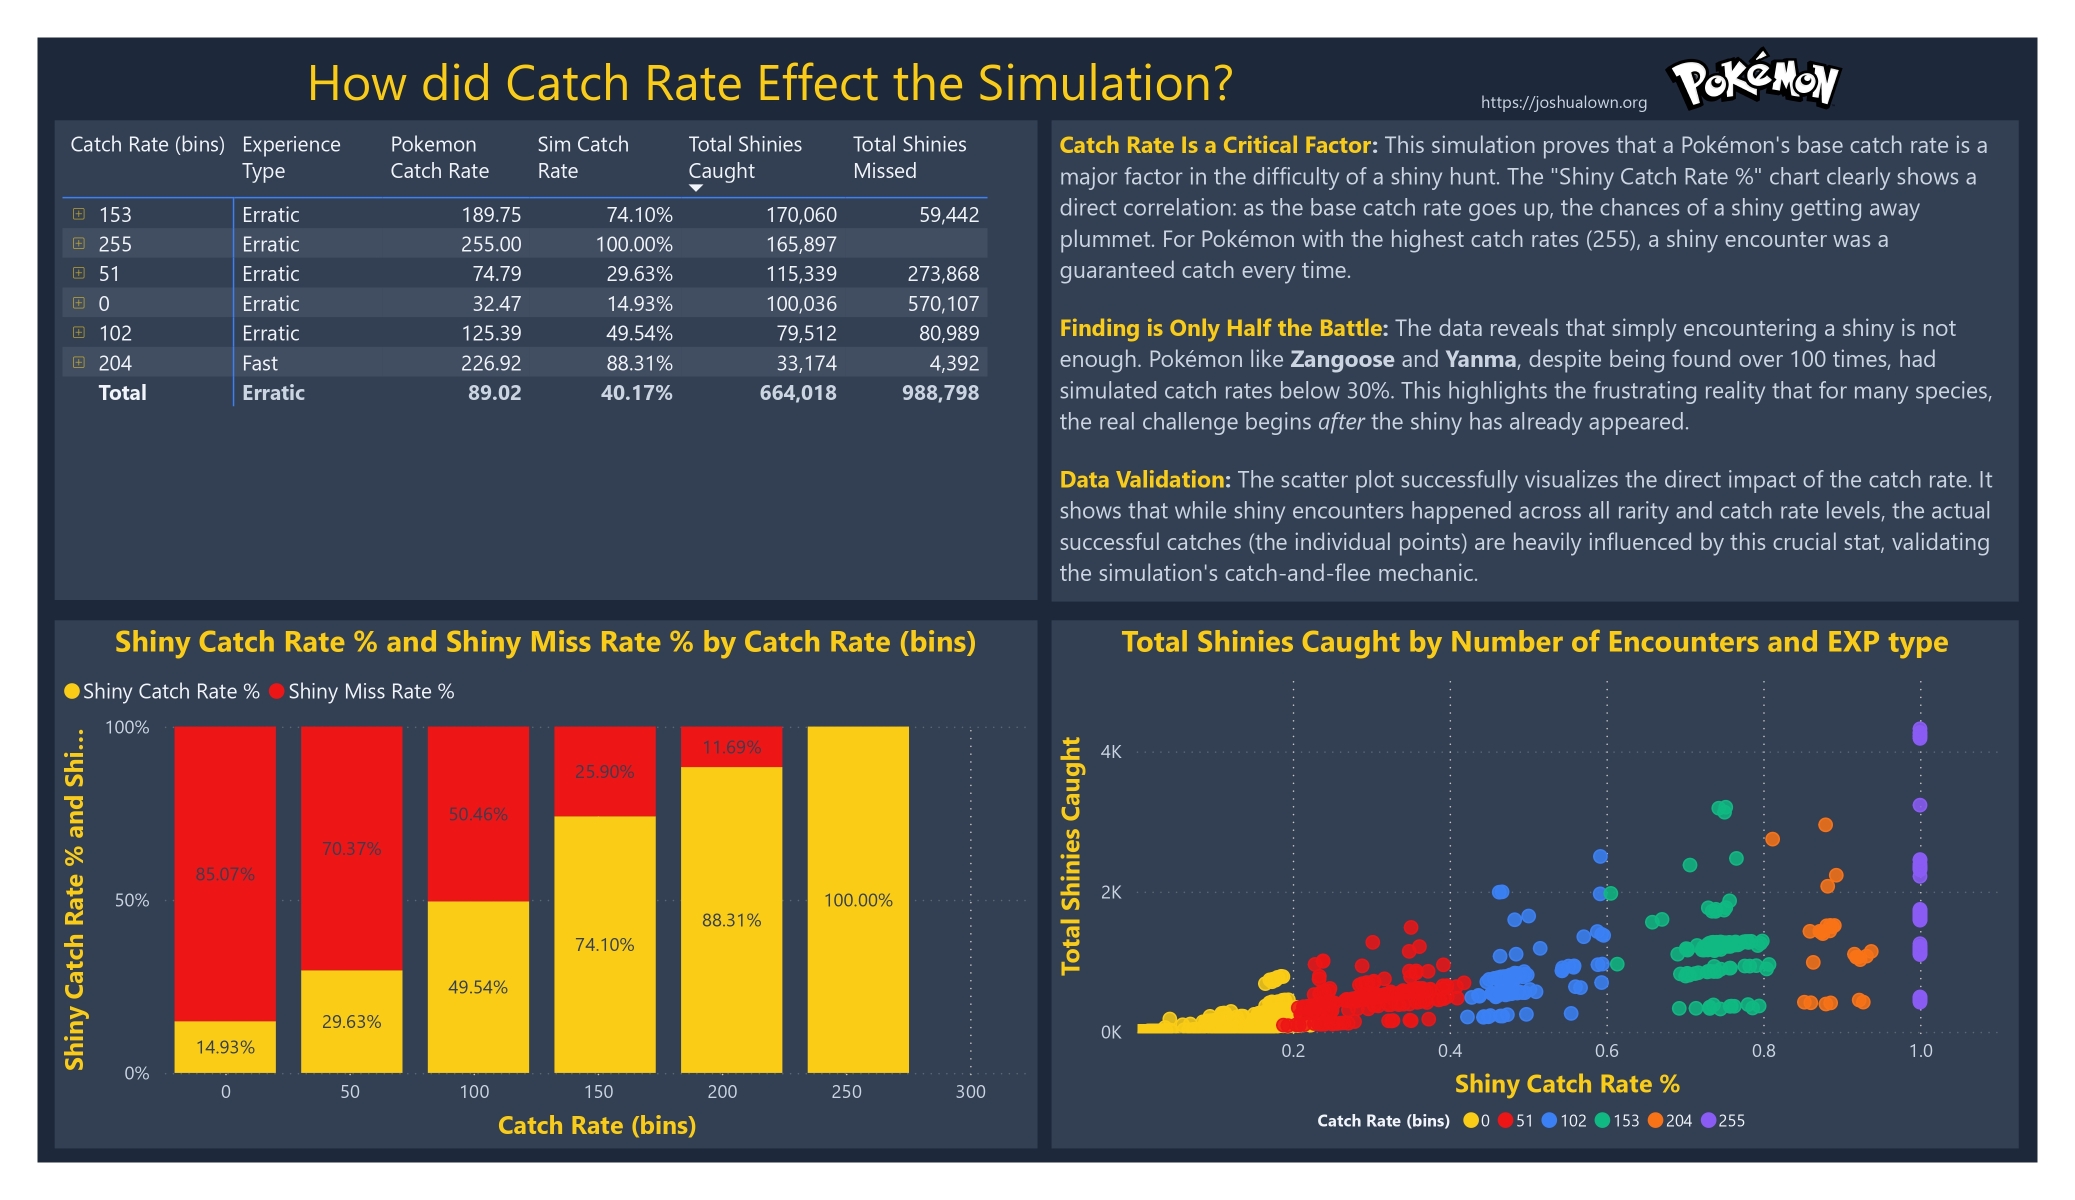 How did Catch Rate Effect the Simulation?
https://joshualown.org
POKéMON
Catch Rate (bins) Experience Type Pokemon Catch Rate Sim Catch Rate Total Shinies Caught Total Shinies Missed
153 Erratic 189.75 74.10% 170,060 59,442
255 Erratic 255.00 100.00% 165,897
51 Erratic 74.79 29.63% 115,339 273,868
0 Erratic 32.47 14.93% 100,036 570,107
102 Erratic 125.39 49.54% 79,512 80,989
204 Fast 226.92 88.31% 33,174 4,392
Total Erratic 89.02 40.17% 664,018 988,798
Catch Rate Is a Critical Factor: This simulation proves that a Pokémon's base catch rate is a
major factor in the difficulty of a shiny hunt. The "Shiny Catch Rate %" chart clearly shows a
direct correlation: as the base catch rate goes up, the chances of a shiny getting away
plummet. For Pokémon with the highest catch rates (255), a shiny encounter was a
guaranteed catch every time.
Finding is Only Half the Battle: The data reveals that simply encountering a shiny is not
enough. Pokémon like Zangoose and Yanma, despite being found over 100 times, had
simulated catch rates below 30%. This highlights the frustrating reality that for many species,
the real challenge begins after the shiny has already appeared.
Data Validation: The scatter plot successfully visualizes the direct impact of the catch rate. It
shows that while shiny encounters happened across all rarity and catch rate levels, the actual
successful catches (the individual points) are heavily influenced by this crucial stat, validating
the simulation's catch-and-flee mechanic.
Shiny Catch Rate % and Shiny Miss Rate % by Catch Rate (bins)
Shiny Catch Rate % Shiny Miss Rate %
Shiny Catch Rate % and Shi...
100%
50%
0%
85.07%
14.93%
70.37%
29.63%
50.46%
49.54%
25.90%
74.10%
11.69%
88.31%
100.00%
0 50 100 150 200 250 300
Catch Rate (bins)
Total Shinies Caught by Number of Encounters and EXP type
Total Shinies Caught
4K
2K
0K
0.2 0.4 0.6 0.8 1.0
Shiny Catch Rate %
Catch Rate (bins) 0 51 102 153 204 255